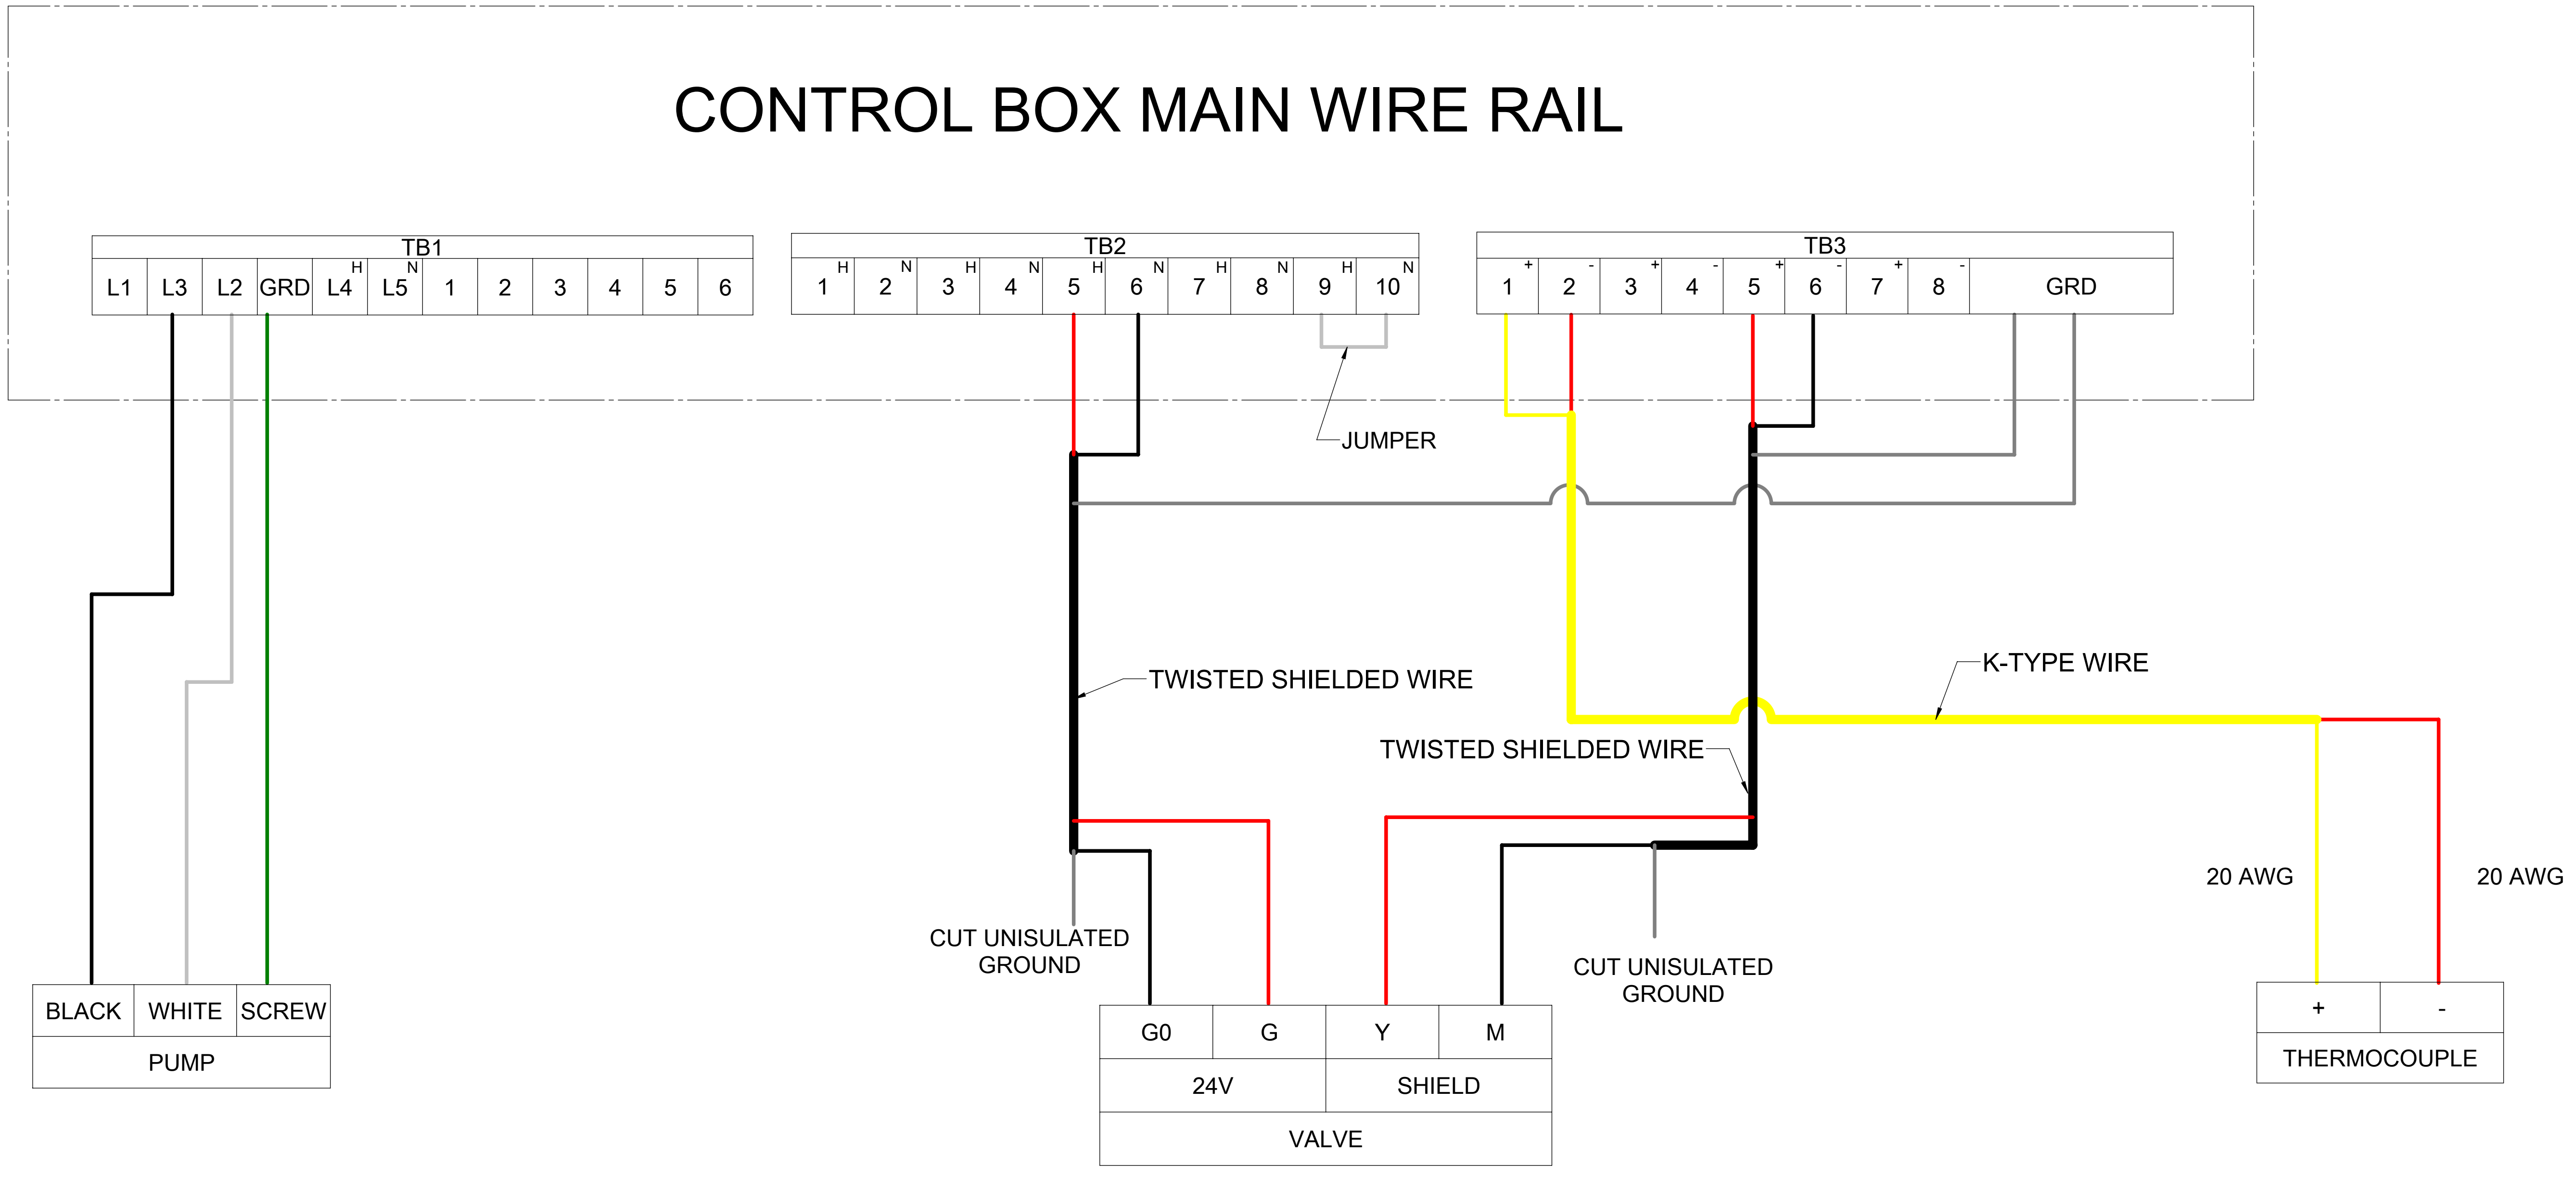 CONTROL BOX MAIN WIRE RAIL
TB1
L1 L3 L2 GRD L4 H L5 N 1 2 3 4 5 6
TB2
1 H 2 N 3 H 4 N 5 H 6 N 7 H 8 N 9 H 10 N
TB3
1 + 2 - 3 + 4 - 5 + 6 - 7 + 8 - GRD
JUMPER
TWISTED SHIELDED WIRE
K-TYPE WIRE
TWISTED SHIELDED WIRE
20 AWG
20 AWG
CUT UNISULATED
GROUND
CUT UNISULATED
GROUND
BLACK WHITE SCREW
PUMP
G0 G Y M
24V SHIELD
VALVE
+ -
THERMOCOUPLE